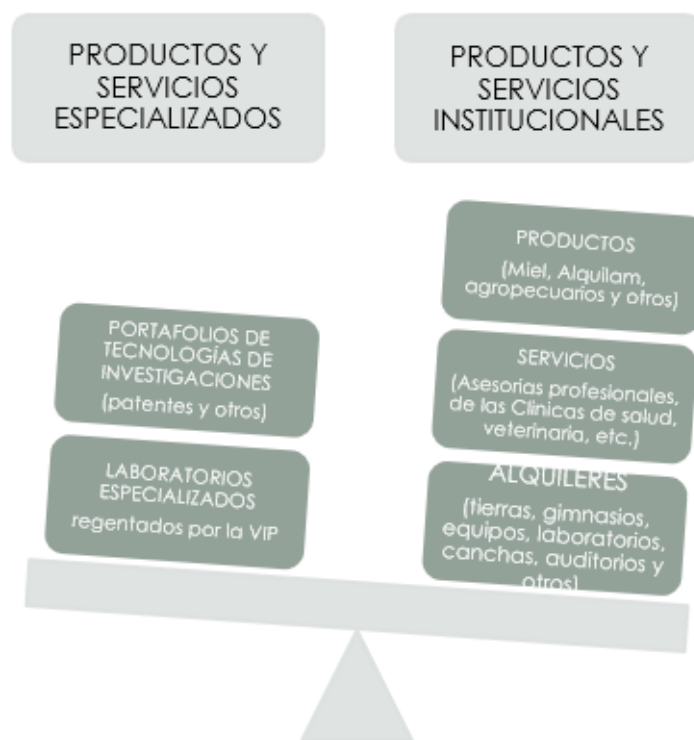 PRODUCTOS Y
SERVICIOS
ESPECIALIZADOS
PRODUCTOS Y
SERVICIOS
INSTITUCIONALES
PORTAFOLIOS DE
TECNOLOGÍAS DE
INVESTIGACIONES
(patentes y otros)
LABORATORIOS
ESPECIALIZADOS
regentados por la VIP
PRODUCTOS
(Miel, Alquilam,
agropecuarios y otros)
SERVICIOS
(Asesorías profesionales,
de las Clínicas de salud,
veterinaria, etc.)
ALQUILERES
(tierras, gimnasios,
equipos, laboratorios,
canchas, auditorios y
otros)